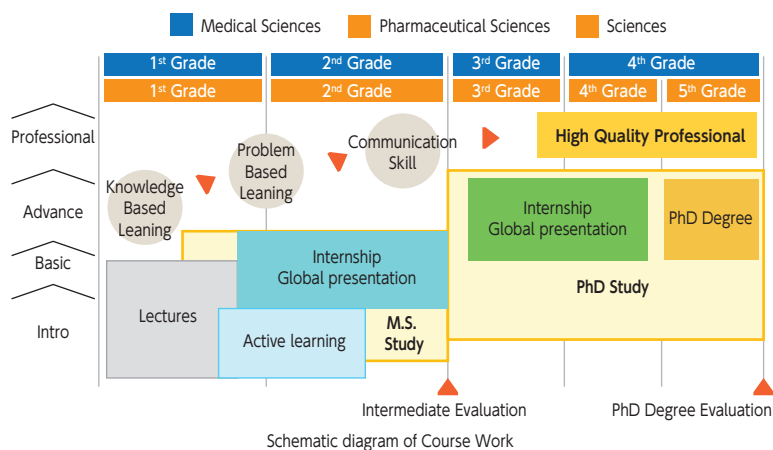 Medical Sciences Pharmaceutical Sciences Sciences
1st Grade 2nd Grade 3rd Grade 4th Grade
1st Grade 2nd Grade 3rd Grade 4th Grade 5th Grade
Professional
Advance
Basic
Intro
Knowledge
Based
Leaning
Problem
Based
Leaning
Communication
Skill
High Quality Professional
Internship
Global presentation
PhD Degree
PhD Study
Internship
Global presentation
Lectures
Active learning
M.S.
Study
Intermediate Evaluation
PhD Degree Evaluation
Schematic diagram of Course Work